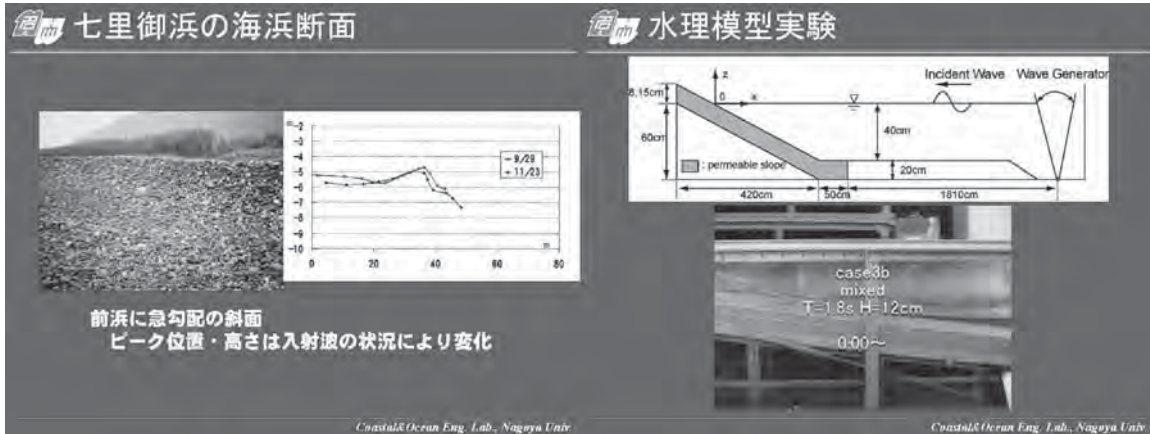 七里御浜の海浜断面
m
-2
-3
-4
-5
-6
-7
-8
-9
-10
0
20
40
60
80
m
9/29
11/23
前浜に急勾配の斜面
ピーク位置・高さは入射波の状況により変化
Coastal&Ocean Eng. Lab., Nagoya Univ.
水理模型実験
z
0
x
Incident Wave
Wave Generator
8.15cm
60cm
40cm
20cm
: permeable slope
420cm
50cm
1810cm
case3b
mixed
T=1.8s H=12cm
0:00～
Coastal&Ocean Eng. Lab., Nagoya Univ.